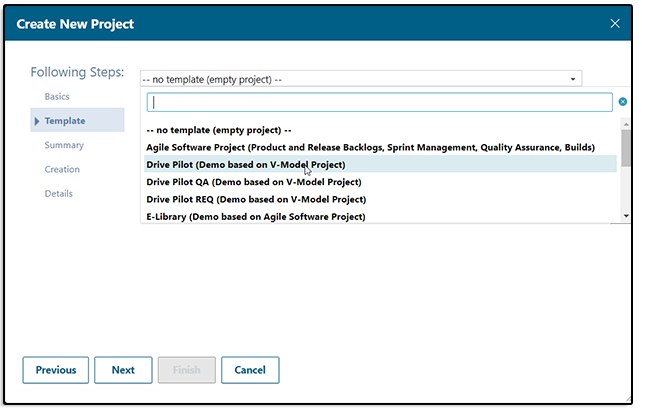 Create New Project
Following Steps:
Basics
Template
Summary
Creation
Details
-- no template (empty project) --
-- no template (empty project) --
Agile Software Project (Product and Release Backlogs, Sprint Management, Quality Assurance, Builds)
Drive Pilot (Demo based on V-Model Project)
Drive Pilot QA (Demo based on V-Model Project)
Drive Pilot REQ (Demo based on V-Model Project)
E-Library (Demo based on Agile Software Project)
Previous
Next
Finish
Cancel